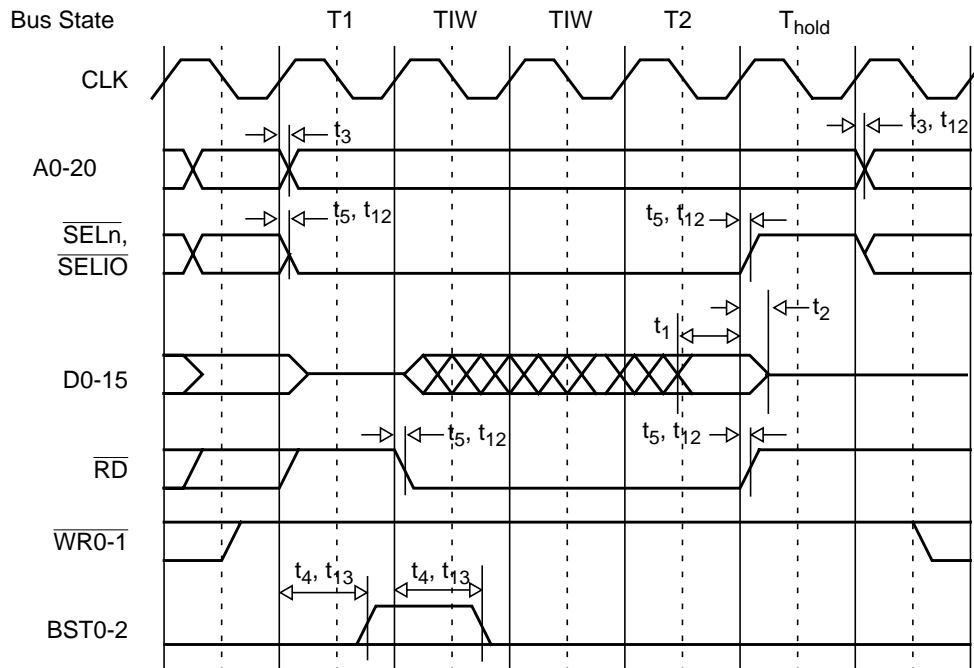 Bus State T1 TIW TIW T2 Thold
CLK
t3 t3, t12
A0-20
t5, t12 t5, t12
SELn,
SELIO
t1 t2
D0-15
t5, t12 t5, t12
RD
WR0-1
t4, t13 t4, t13
BST0-2